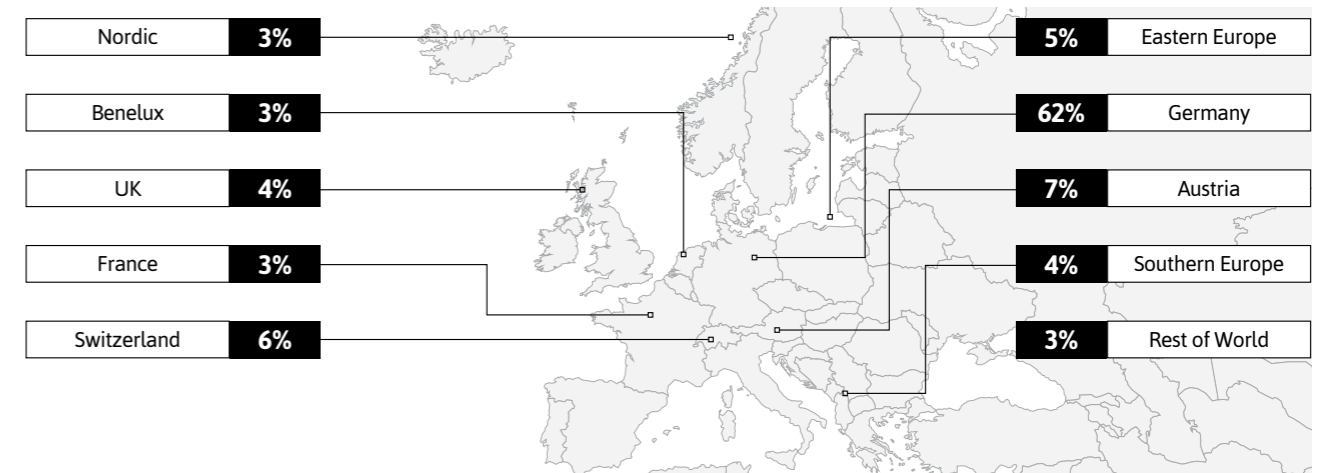 Nordic 3%
Benelux 3%
UK 4%
France 3%
Switzerland 6%
5% Eastern Europe
62% Germany
7% Austria
4% Southern Europe
3% Rest of World